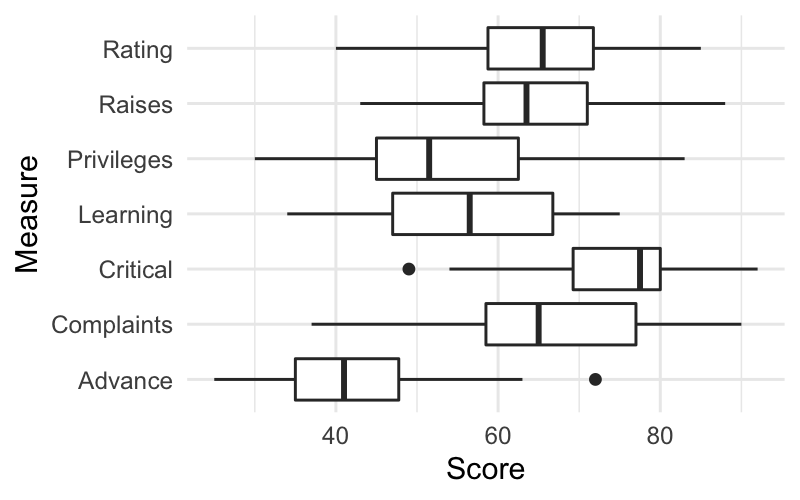 Rating
Raises
Privileges
Learning
Critical
Complaints
Advance
Measure
40 60 80
Score